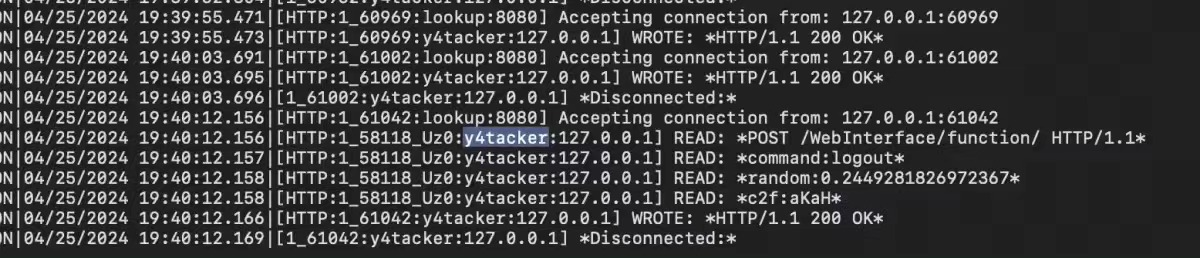 ON|04/25/2024 19:39:55.471|[HTTP:1_60969:lookup:8080] Accepting connection from: 127.0.0.1:60969
ON|04/25/2024 19:39:55.473|[HTTP:1_60969:y4tacker:127.0.0.1] WROTE: *HTTP/1.1 200 OK*
ON|04/25/2024 19:40:03.691|[HTTP:1_61002:lookup:8080] Accepting connection from: 127.0.0.1:61002
ON|04/25/2024 19:40:03.695|[HTTP:1_61002:y4tacker:127.0.0.1] WROTE: *HTTP/1.1 200 OK*
ON|04/25/2024 19:40:03.696|[1_61002:y4tacker:127.0.0.1] *Disconnected:*
ON|04/25/2024 19:40:12.156|[HTTP:1_61042:lookup:8080] Accepting connection from: 127.0.0.1:61042
ON|04/25/2024 19:40:12.156|[HTTP:1_58118_Uz0:y4tacker:127.0.0.1] READ: *POST /WebInterface/function/ HTTP/1.1*
ON|04/25/2024 19:40:12.157|[HTTP:1_58118_Uz0:y4tacker:127.0.0.1] READ: *command:logout*
ON|04/25/2024 19:40:12.158|[HTTP:1_58118_Uz0:y4tacker:127.0.0.1] READ: *random:0.2449281826972367*
ON|04/25/2024 19:40:12.158|[HTTP:1_58118_Uz0:y4tacker:127.0.0.1] READ: *c2f:aKaH*
ON|04/25/2024 19:40:12.166|[HTTP:1_61042:y4tacker:127.0.0.1] WROTE: *HTTP/1.1 200 OK*
ON|04/25/2024 19:40:12.169|[1_61042:y4tacker:127.0.0.1] *Disconnected:*